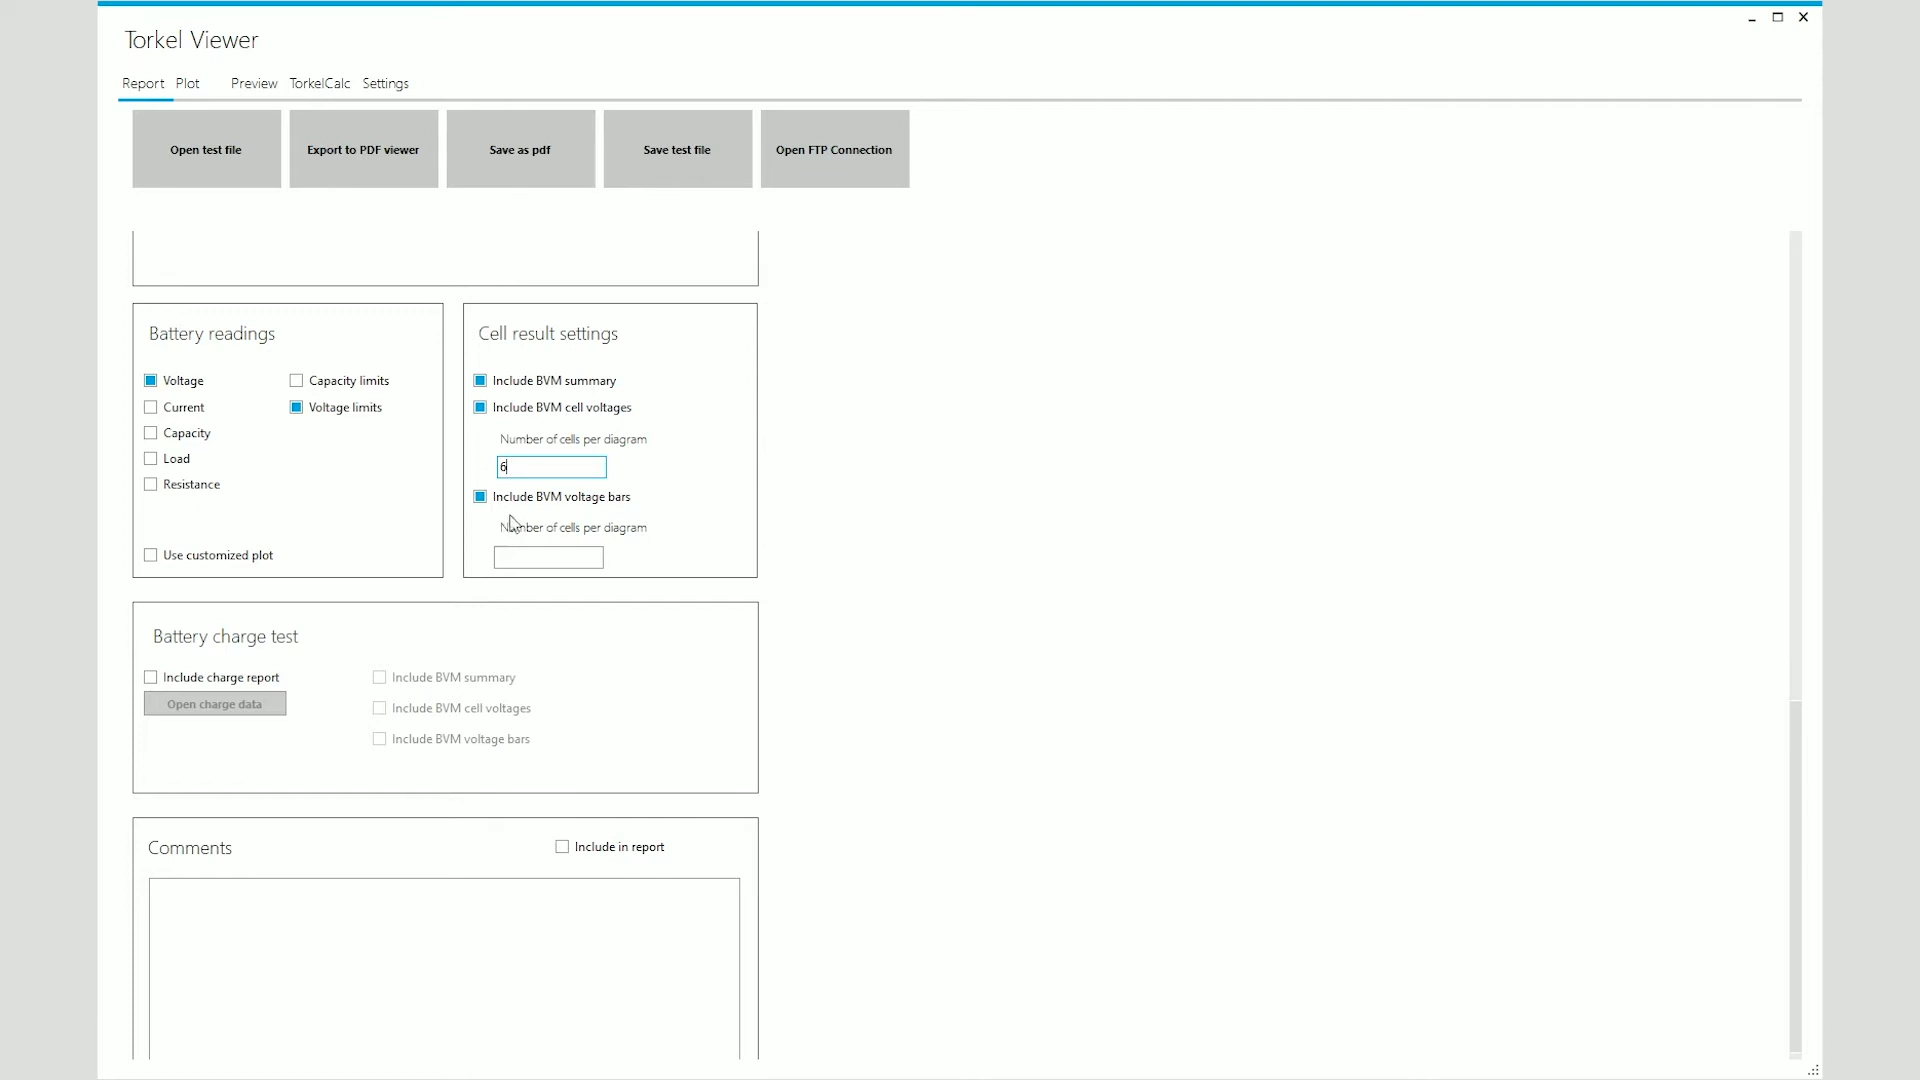 Torkel Viewer
Report Plot Preview TorkelCalc Settings
Open test file Export to PDF viewer Save as pdf Save test file Open FTP Connection
Battery readings
Voltage Capacity limits
Current Voltage limits
Capacity
Load
Resistance
Use customized plot
Cell result settings
Include BVM summary
Include BVM cell voltages
Number of cells per diagram
6
Include BVM voltage bars
Number of cells per diagram
Battery charge test
Include charge report
Open charge data
Include BVM summary
Include BVM cell voltages
Include BVM voltage bars
Comments
Include in report